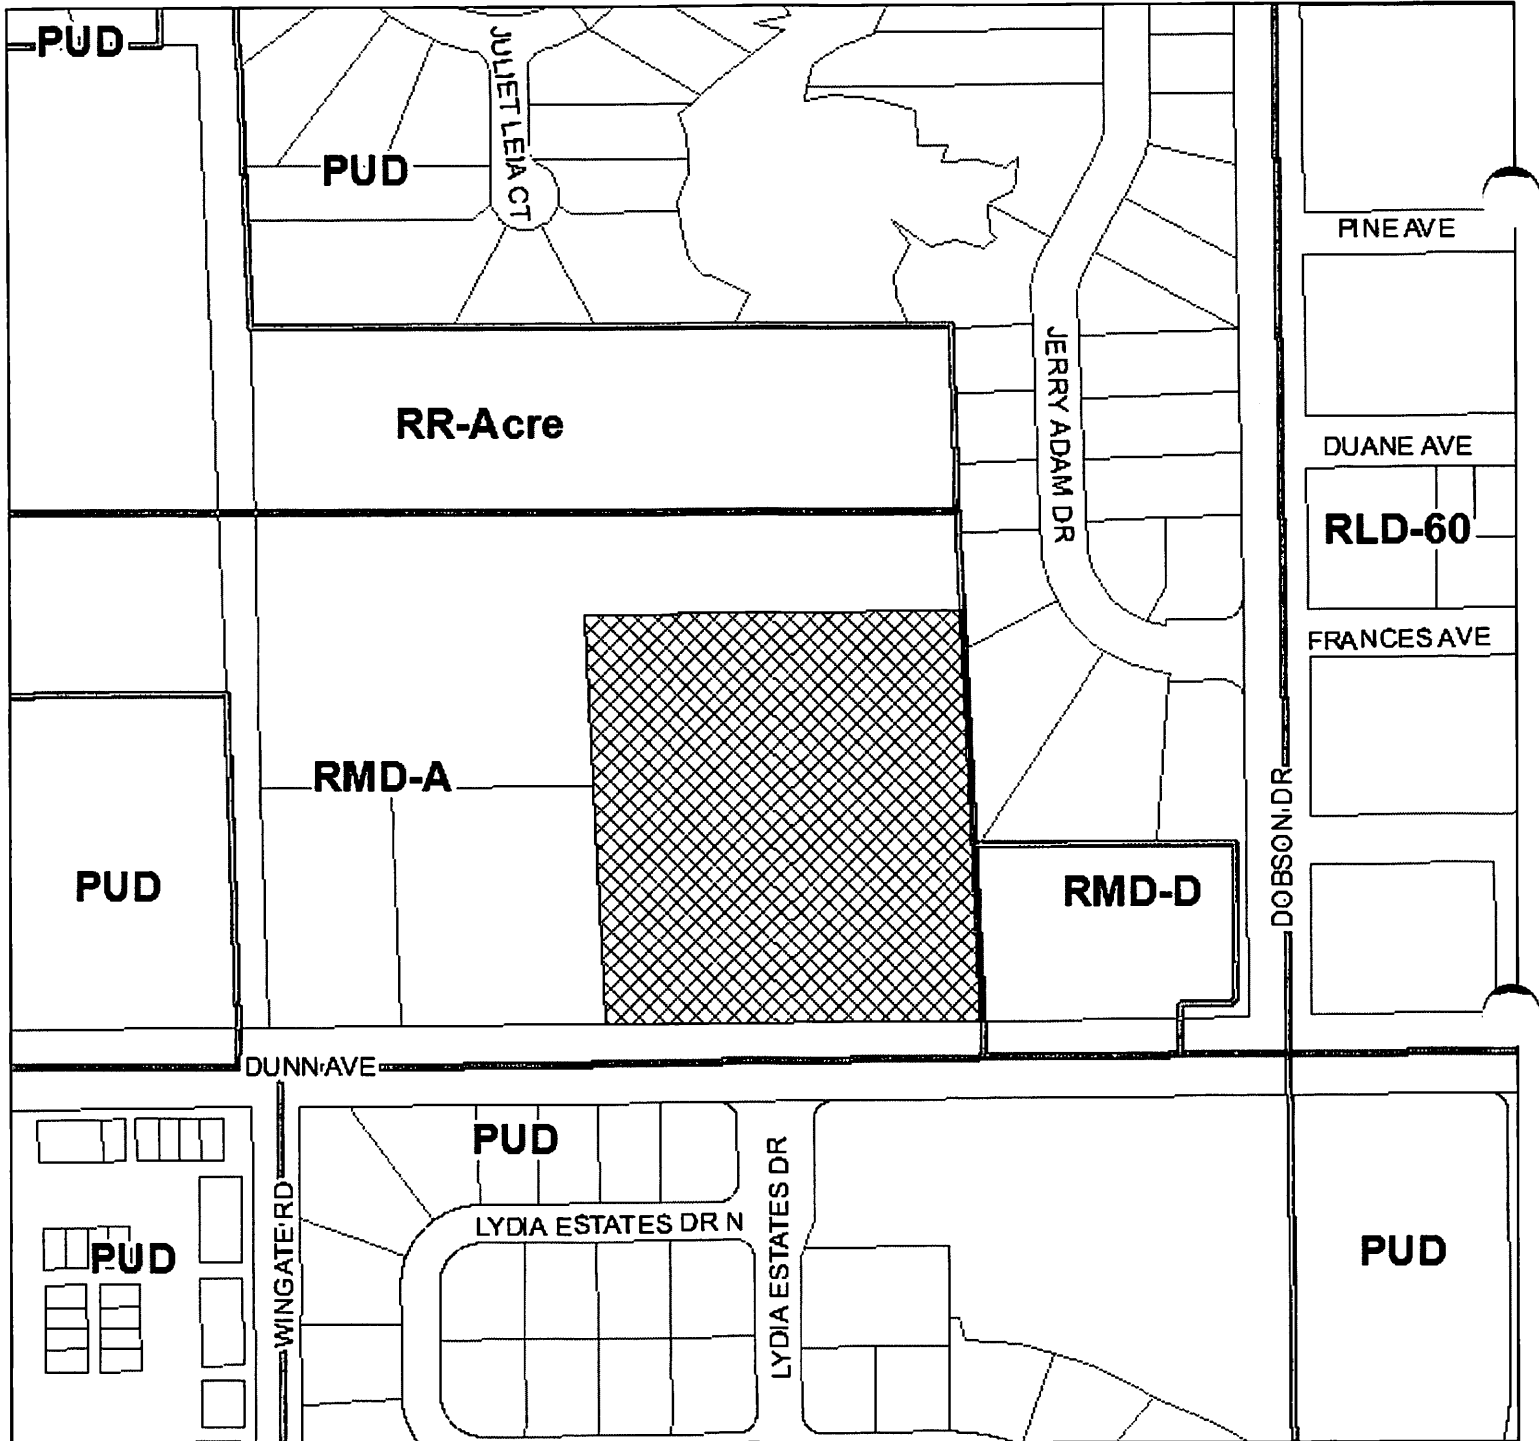 PUD
JULIET LEIA CT
PUD
PINE AVE
JERRY ADAM DR
RR-Acre
DUANE AVE
RLD-60
FRANCES AVE
RMD-A
DOBSON DR
PUD
RMD-D
DUNN AVE
PUD
LYDIA ESTATES DR N
LYDIA ESTATES DR
WINGATE RD
PUD
PUD